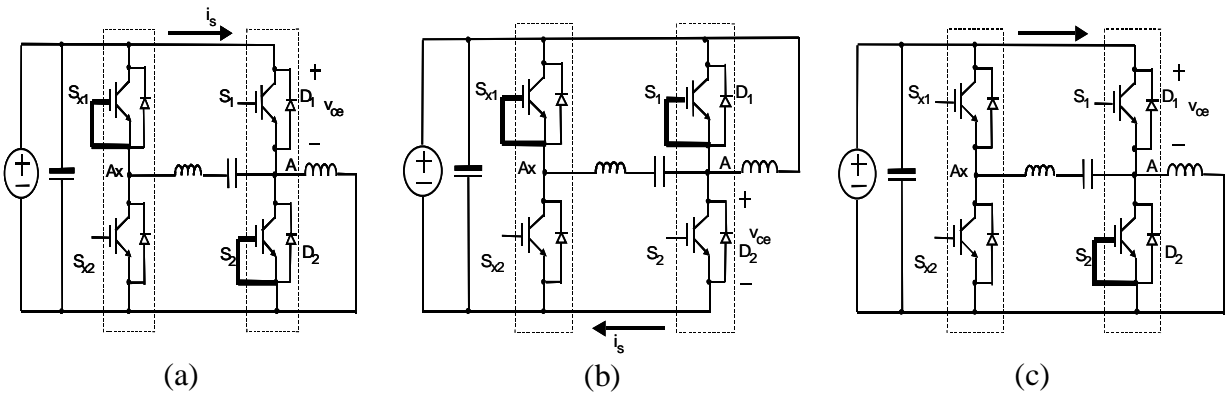 i_s
S_x1
S_1
D_1
+
v_ce
−
Ax
A
S_x2
S_2
D_2
+
−
(a)
S_x1
S_1
D_1
Ax
A
+
v_ce
−
S_x2
S_2
D_2
i_s
+
−
(b)
S_x1
S_1
D_1
+
v_ce
−
Ax
A
S_x2
S_2
D_2
+
−
(c)